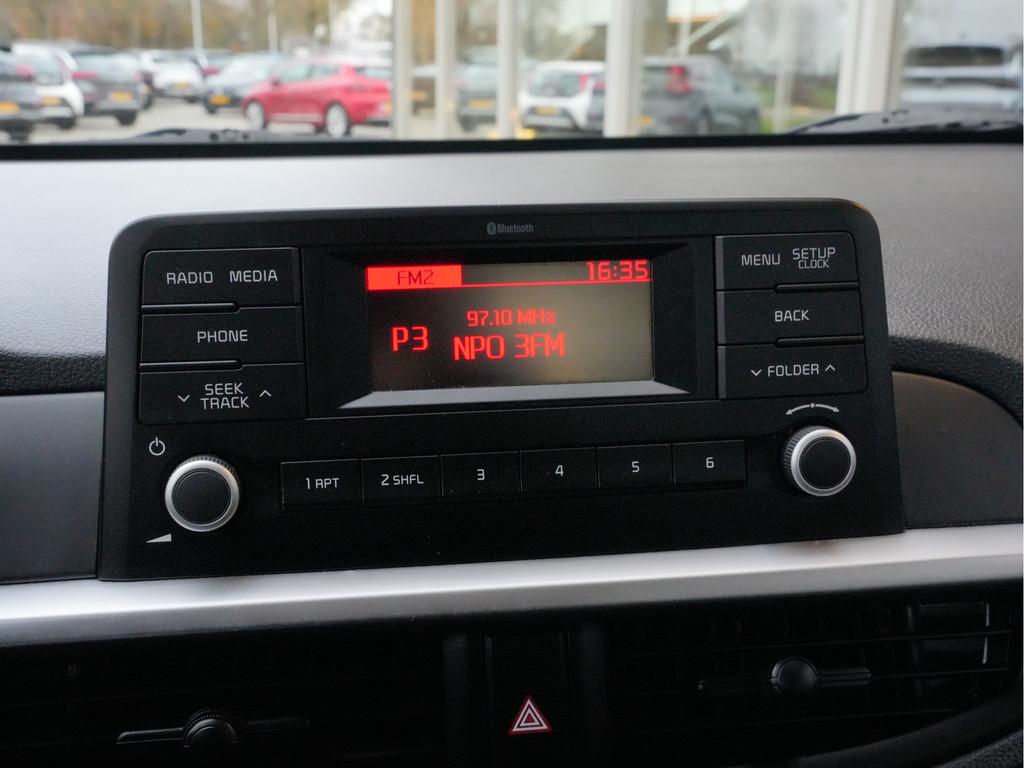 Bluetooth
RADIO MEDIA
PHONE
SEEK
TRACK
FM2 16:35
97.10 MHz
P3 NPO 3FM
MENU SETUP
CLOCK
BACK
FOLDER
1 RPT 2 SHFL 3 4 5 6